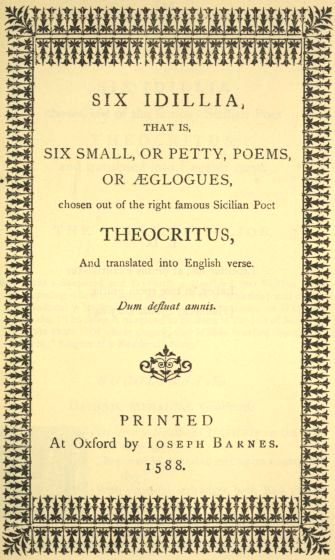 SIX IDILLIA,
THAT IS,
SIX SMALL, OR PETTY, POEMS,
OR ÆGLOGUES,
chosen out of the right famous Sicilian Poet
THEOCRITUS,
And translated into English verse.
Dum defluat amnis.
PRINTED
At Oxford by IOSEPH BARNES.
1588.